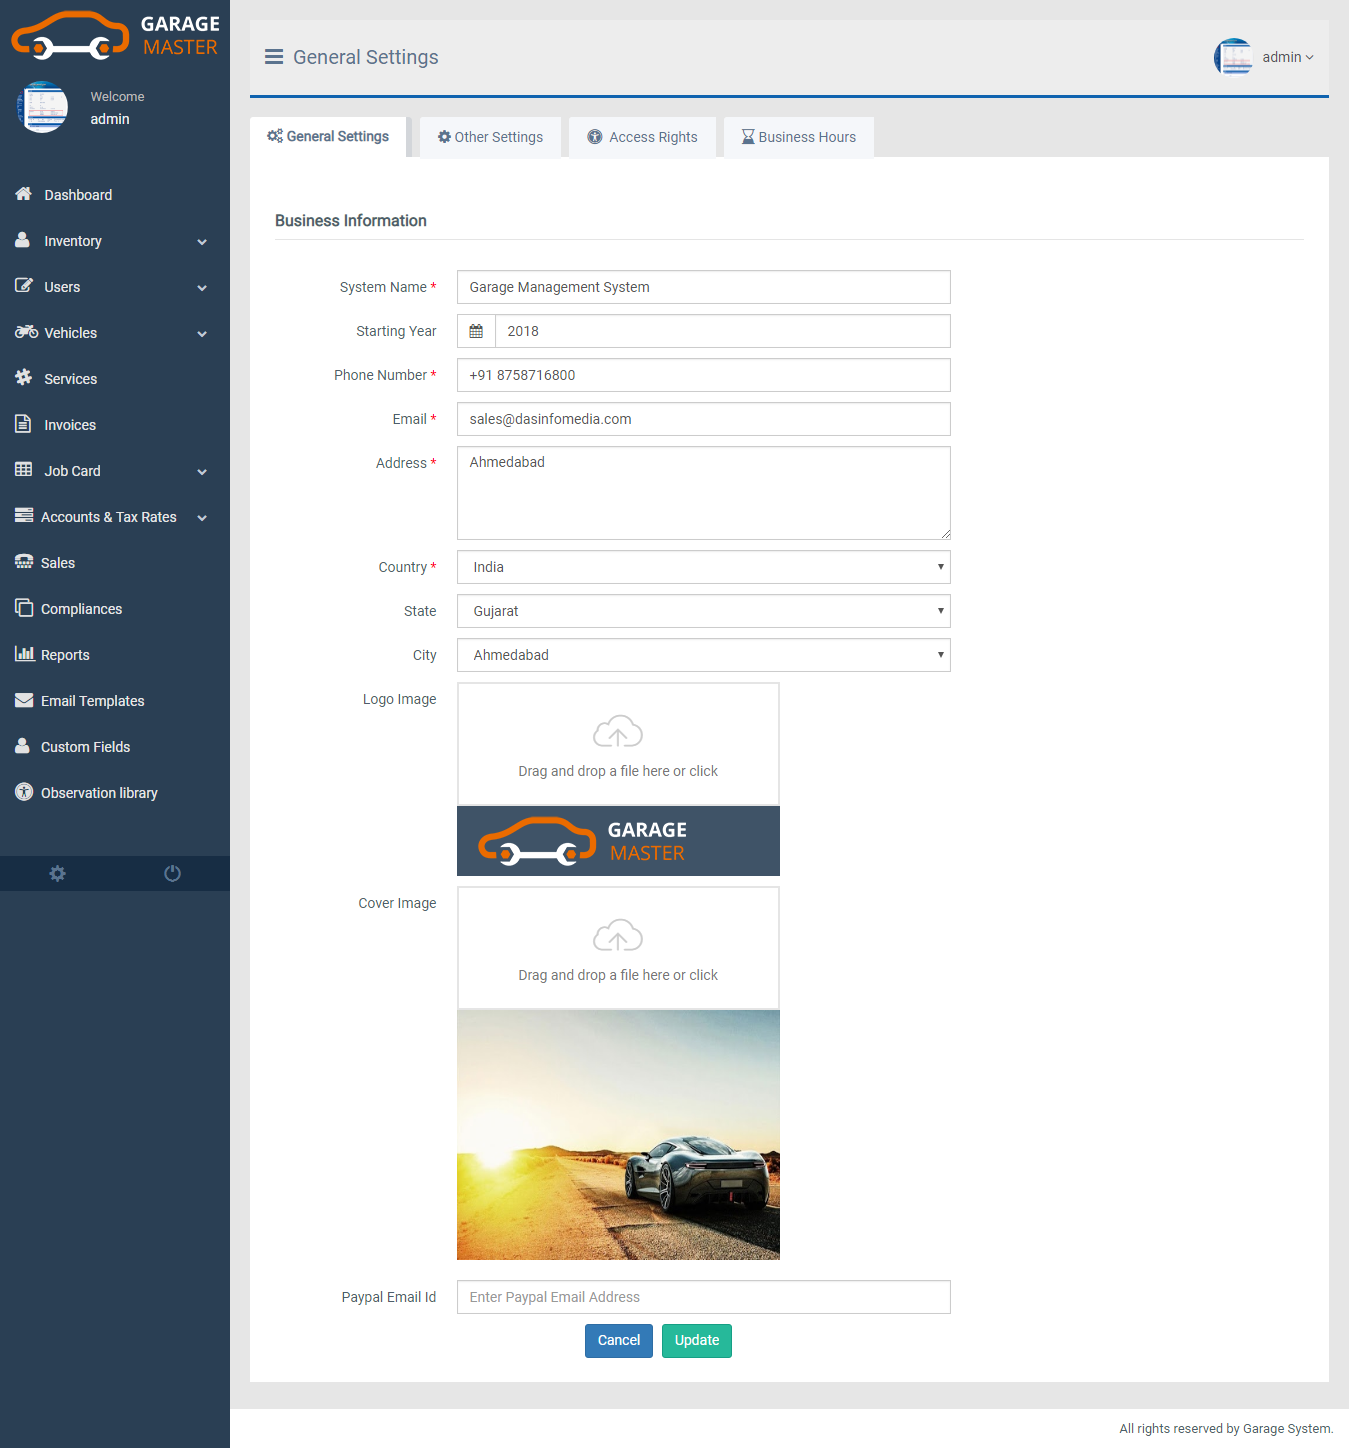 GARAGE
MASTER
Welcome
admin
Dashboard
Inventory
Users
Vehicles
Services
Invoices
Job Card
Accounts & Tax Rates
Sales
Compliances
Reports
Email Templates
Custom Fields
Observation library
General Settings
admin
General Settings
Other Settings
Access Rights
Business Hours
Business Information
System Name *
Garage Management System
Starting Year
2018
Phone Number *
+91 8758716800
Email *
sales@dasinfomedia.com
Address *
Ahmedabad
Country *
India
State
Gujarat
City
Ahmedabad
Logo Image
Drag and drop a file here or click
GARAGE
MASTER
Cover Image
Drag and drop a file here or click
Paypal Email Id
Enter Paypal Email Address
Cancel
Update
All rights reserved by Garage System.